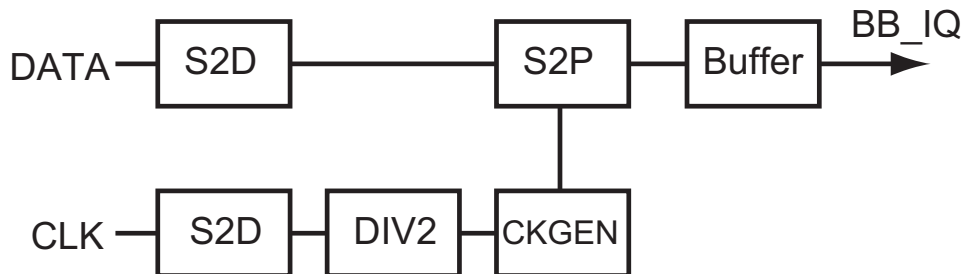 BB_IQ
DATA S2D S2P Buffer
CLK S2D DIV2 CKGEN